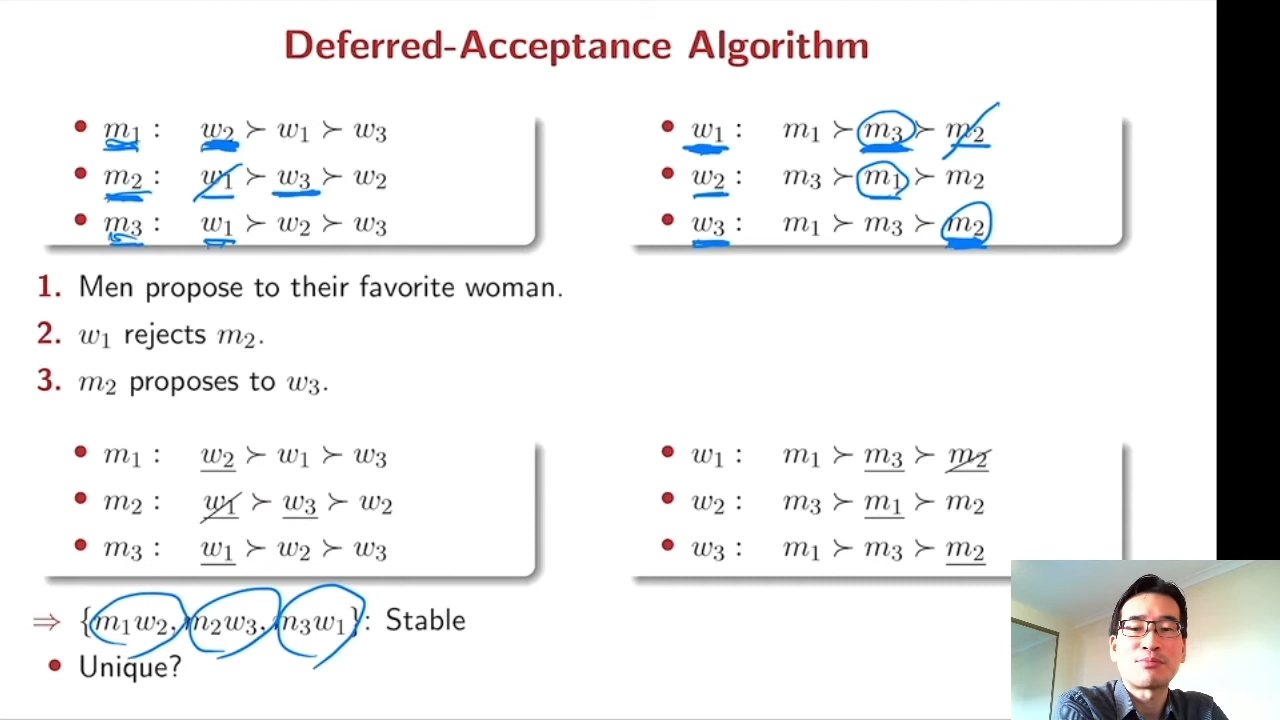 Deferred-Acceptance Algorithm
• m₁ : w₂ ≻ w₁ ≻ w₃
• m₂ : w₁ ≻ w₃ ≻ w₂
• m₃ : w₁ ≻ w₂ ≻ w₃
• w₁ : m₁ ≻ m₃ ≻ m₂
• w₂ : m₃ ≻ m₁ ≻ m₂
• w₃ : m₁ ≻ m₃ ≻ m₂
1. Men propose to their favorite woman.
2. w₁ rejects m₂.
3. m₂ proposes to w₃.
• m₁ : w₂ ≻ w₁ ≻ w₃
• m₂ : w₁ ≻ w₃ ≻ w₂
• m₃ : w₁ ≻ w₂ ≻ w₃
• w₁ : m₁ ≻ m₃ ≻ m₂
• w₂ : m₃ ≻ m₁ ≻ m₂
• w₃ : m₁ ≻ m₃ ≻ m₂
⇒ {m₁w₂, m₂w₃, m₃w₁}: Stable
• Unique?